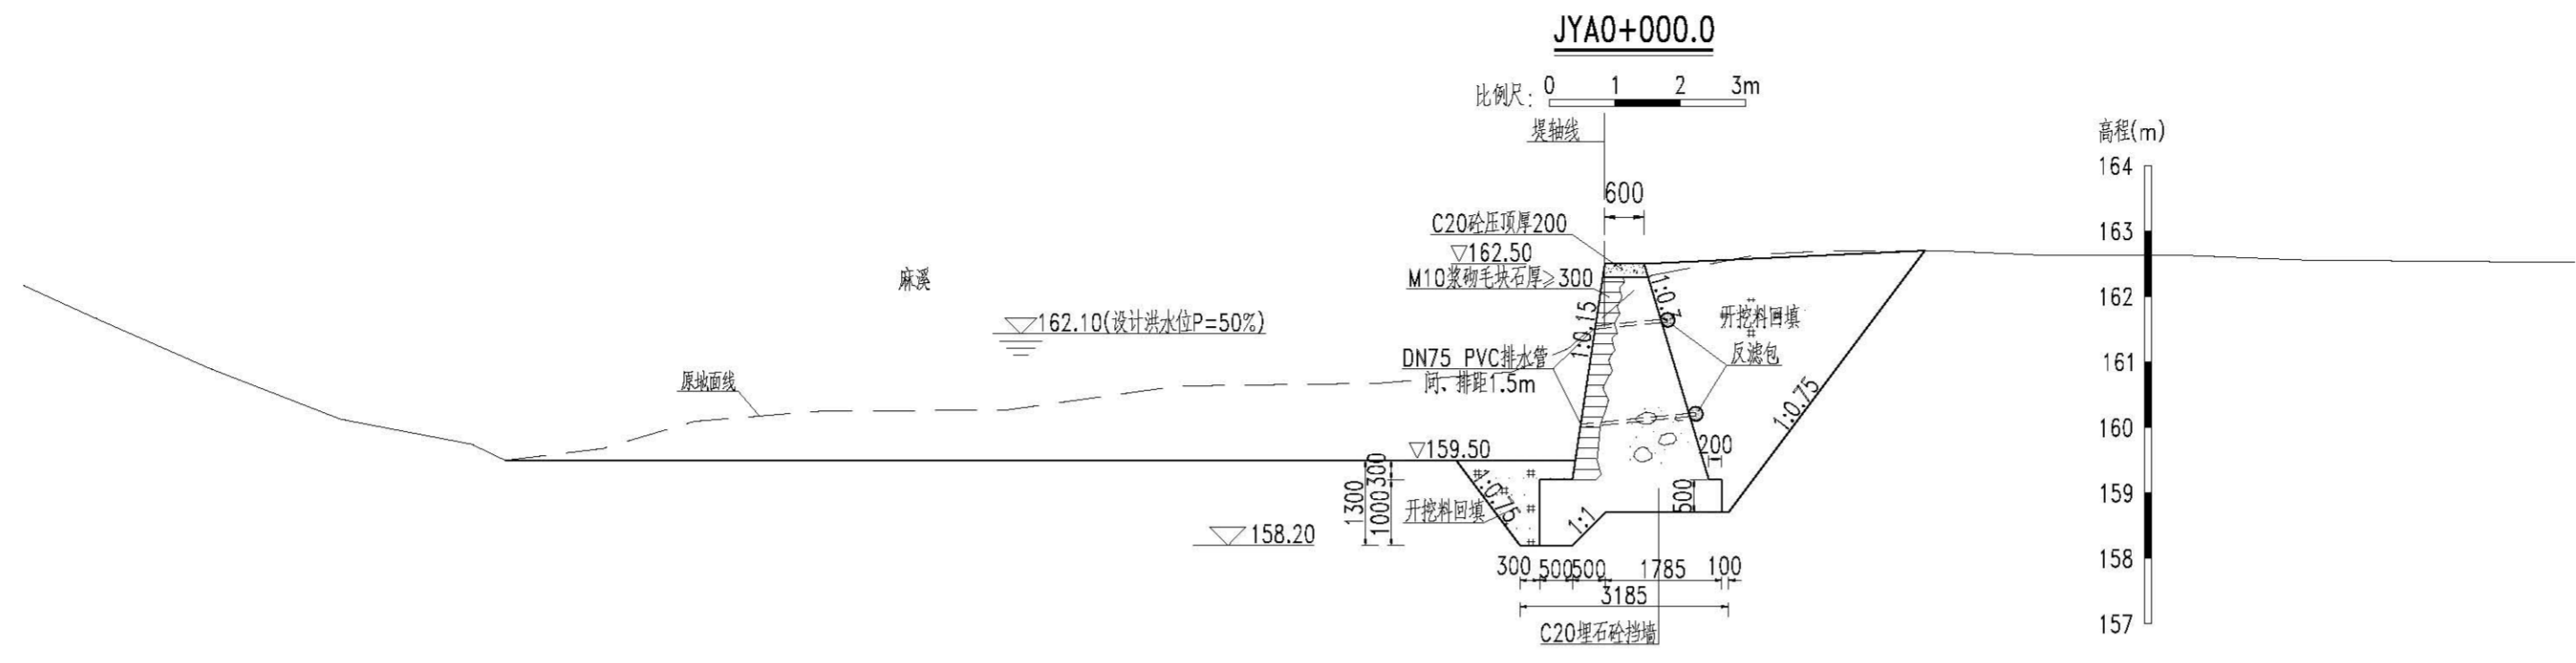 JYA0+000.0
比例尺: 0 1 2 3m
堤轴线
高程(m)
164
163
162
161
160
159
158
157
600
C20砼压顶厚200
162.50
M10浆砌毛块石厚≥300
麻溪
162.10(设计洪水位P=50%)
1:0.15
1:0.3
开挖料回填
反滤包
DN75 PVC排水管
间、排距1.5m
原地面线
1:0.75
200
159.50
300
1300
1000
1:0.75
开挖料回填
500
1:1
158.20
300 500 500 1785 100
3185
C20埋石砼挡墙